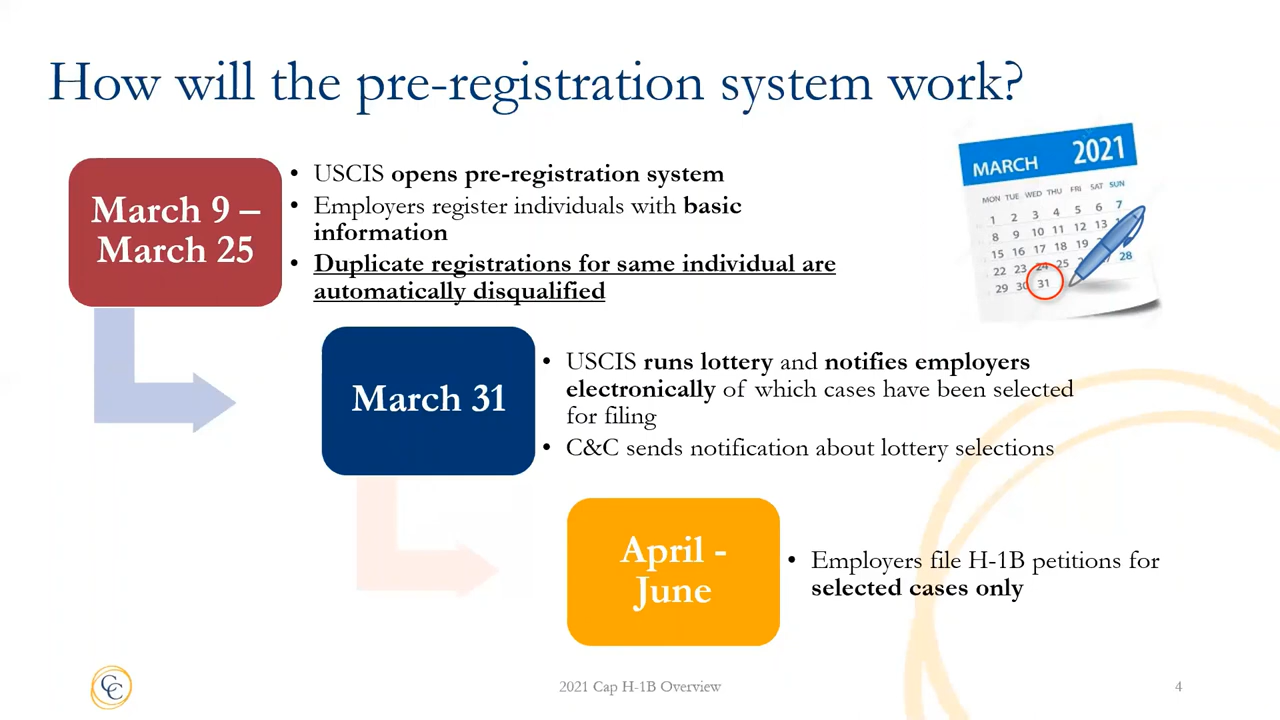 How will the pre-registration system work?
March 9 –
March 25
• USCIS opens pre-registration system
• Employers register individuals with basic
information
• Duplicate registrations for same individual are
automatically disqualified
MARCH 2021
MON TUE WED THU FRI SAT SUN
1 2 3 4 5 6 7
8 9 10 11 12 13
15 16 17 18 19
22 23 24 25 28
29 30 31
March 31
• USCIS runs lottery and notifies employers
electronically of which cases have been selected
for filing
• C&C sends notification about lottery selections
April -
June
• Employers file H-1B petitions for
selected cases only
CC
2021 Cap H-1B Overview
4